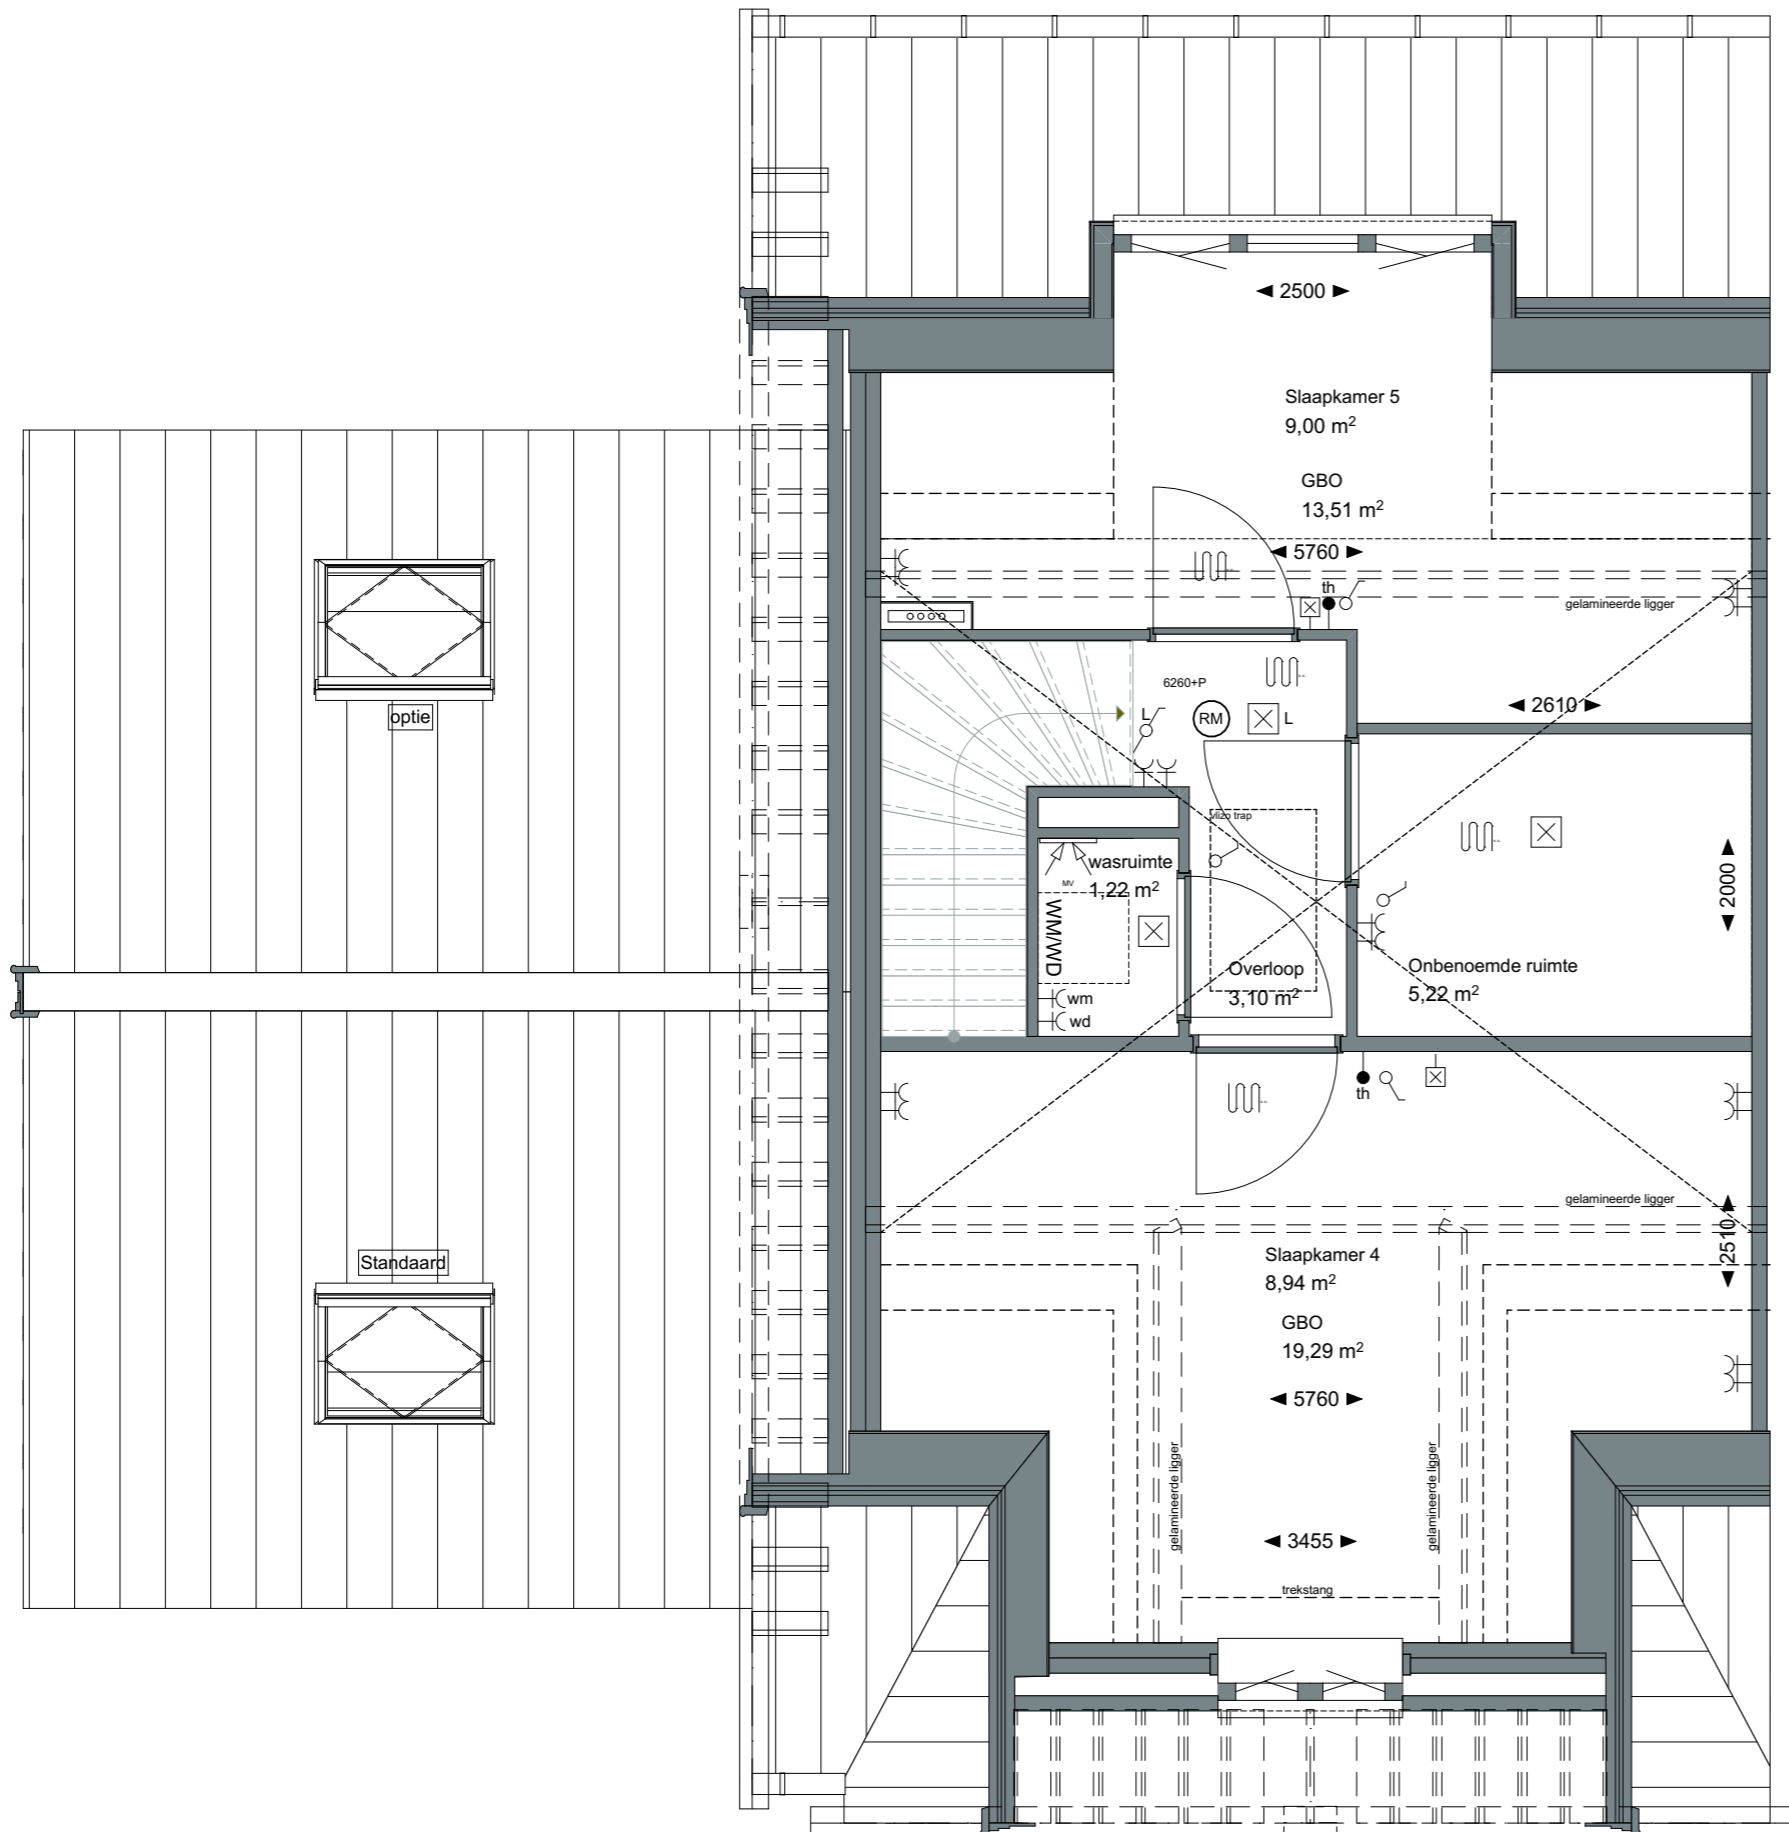 2500
Slaapkamer 5
9,00 m²
GBO
13,51 m²
5760
th
gelamineerde ligger
2610
6260+P
L
RM
L
optie
vlizo trap
wasruimte
MV
1,22 m²
WM/WD
2000
Overloop
3,10 m²
Onbenoemde ruimte
5,22 m²
wm
wd
th
gelamineerde ligger
2510
Standaard
Slaapkamer 4
8,94 m²
GBO
19,29 m²
5760
gelamineerde ligger
gelamineerde ligger
3455
trekstang